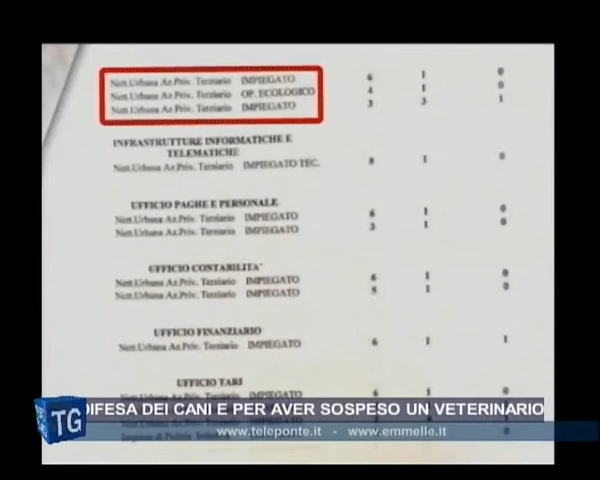 Nett.Urbana Az.Priv. Terziario IMPIEGATO 6 1 0
Nett.Urbana Az.Priv. Terziario OP. ECOLOGICO 4 1 0
Nett.Urbana Az.Priv. Terziario IMPIEGATO 3 3 1
INFRASTRUTTURE INFORMATICHE E
TELEMATICHE
Nett.Urbana Az.Priv. Terziario IMPIEGATO TEC. 8 1 0
UFFICIO PAGHE E PERSONALE
Nett.Urbana Az.Priv. Terziario IMPIEGATO 6 1 0
Nett.Urbana Az.Priv. Terziario IMPIEGATO 3 1 0
UFFICIO CONTABILITA'
Nett.Urbana Az.Priv. Terziario IMPIEGATO 6 1 0
Nett.Urbana Az.Priv. Terziario IMPIEGATO 5 1 0
UFFICIO FINANZIARIO
Nett.Urbana Az.Priv. Terziario IMPIEGATO 6 1 1
UFFICIO TARI
TG DIFESA DEI CANI E PER AVER SOSPESO UN VETERINARIO
www.teleponte.it - www.emmelle.it